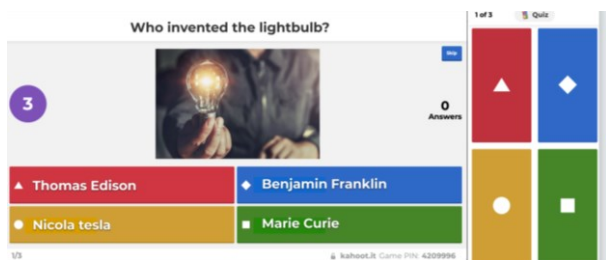 Who invented the lightbulb?
Skip
3
0
Answers
Thomas Edison
Benjamin Franklin
Nicola tesla
Marie Curie
1/3
kahoot.it Game PIN: 4209996
1 of 3
Quiz